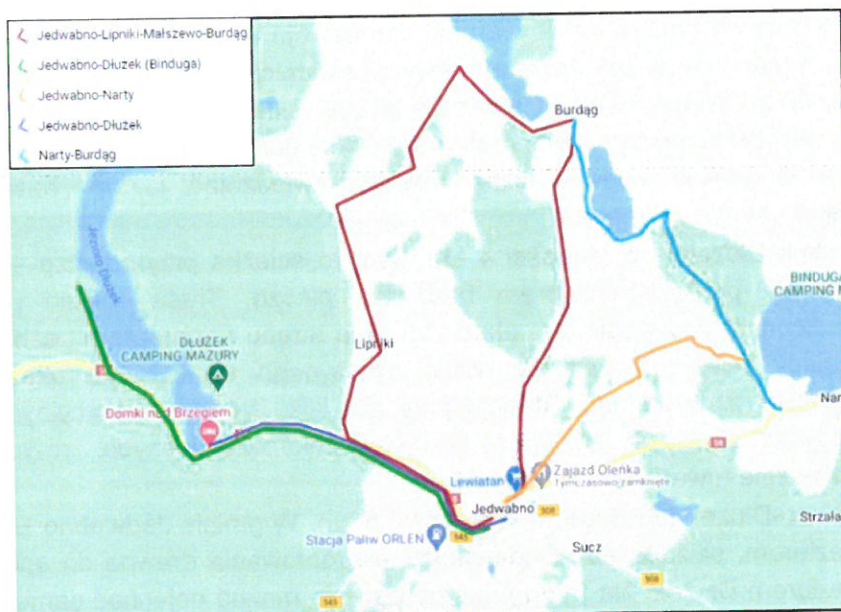 Jedwabno-Lipniki-Małszewo-Burdąg
Jedwabno-Dłużek (Binduga)
Jedwabno-Narty
Jedwabno-Dłużek
Narty-Burdąg
Burdąg
Jezioro Dłużek
BINDUGA
CAMPING M
DŁUŻEK
CAMPING MAZURY
Lipniki
Domki nad Brzegiem
Nar
58
Lewiatan
Zajazd Oleńka
Tymczasowo zamknięte
Jedwabno
508
545
Stacja Paliw ORLEN
Sucz
Strzała
508
545